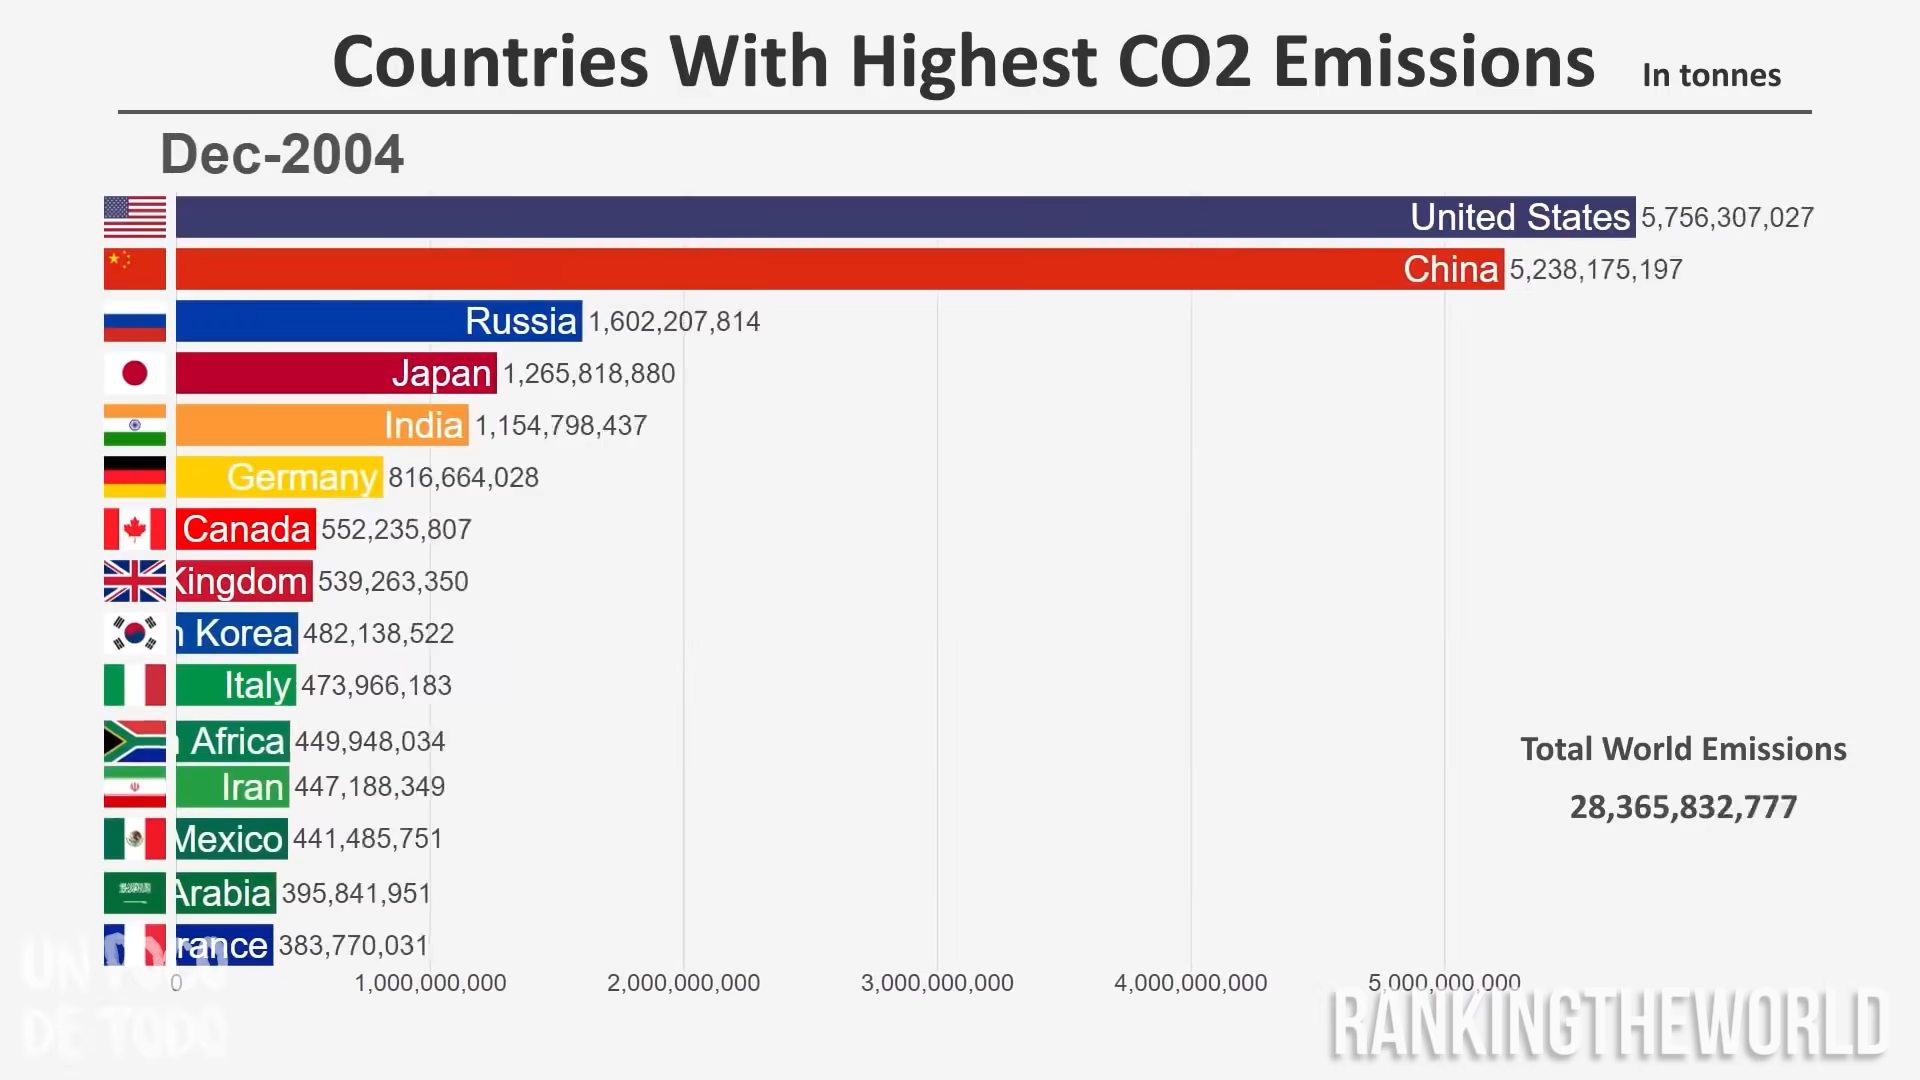 Countries With Highest CO2 Emissions In tonnes
Dec-2004
United States 5,756,307,027
China 5,238,175,197
Russia 1,602,207,814
Japan 1,265,818,880
India 1,154,798,437
Germany 816,664,028
Canada 552,235,807
Kingdom 539,263,350
Korea 482,138,522
Italy 473,966,183
Africa 449,948,034
Iran 447,188,349
Mexico 441,485,751
Arabia 395,841,951
rance 383,770,031
Total World Emissions
28,365,832,777
0 1,000,000,000 2,000,000,000 3,000,000,000 4,000,000,000 5,000,000,000
UN POCO
DE TODO
RANKINGTHEWORLD